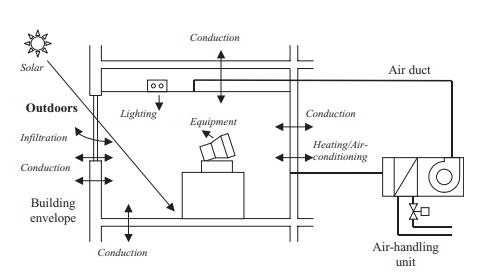 Conduction
Solar
Air duct
Outdoors
Lighting
Equipment
Conduction
Infiltration
Heating/Air-
conditioning
Conduction
Building
envelope
Air-handling
unit
Conduction